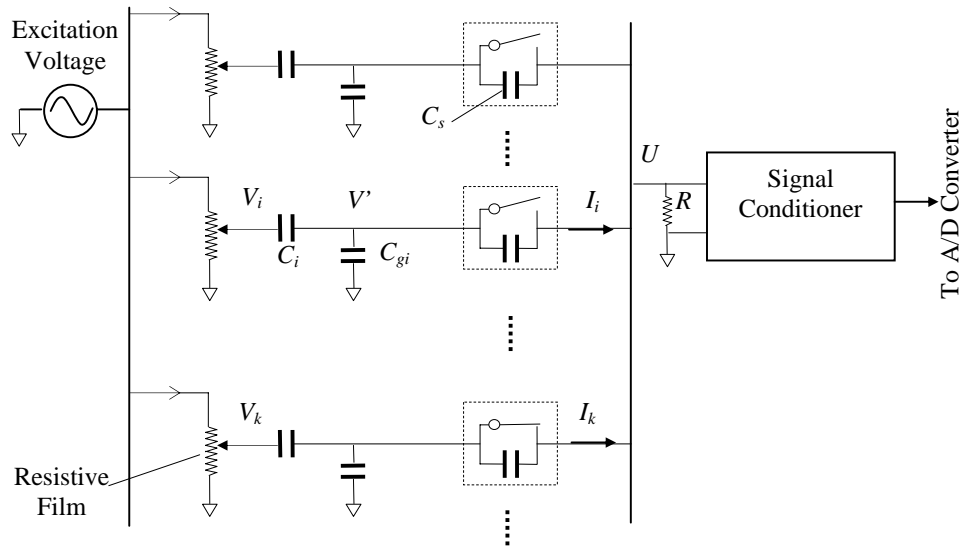 Excitation
Voltage
C_s
U
V_i
V'
I_i
R
Signal
Conditioner
C_i
C_gi
To A/D Converter
V_k
I_k
Resistive
Film